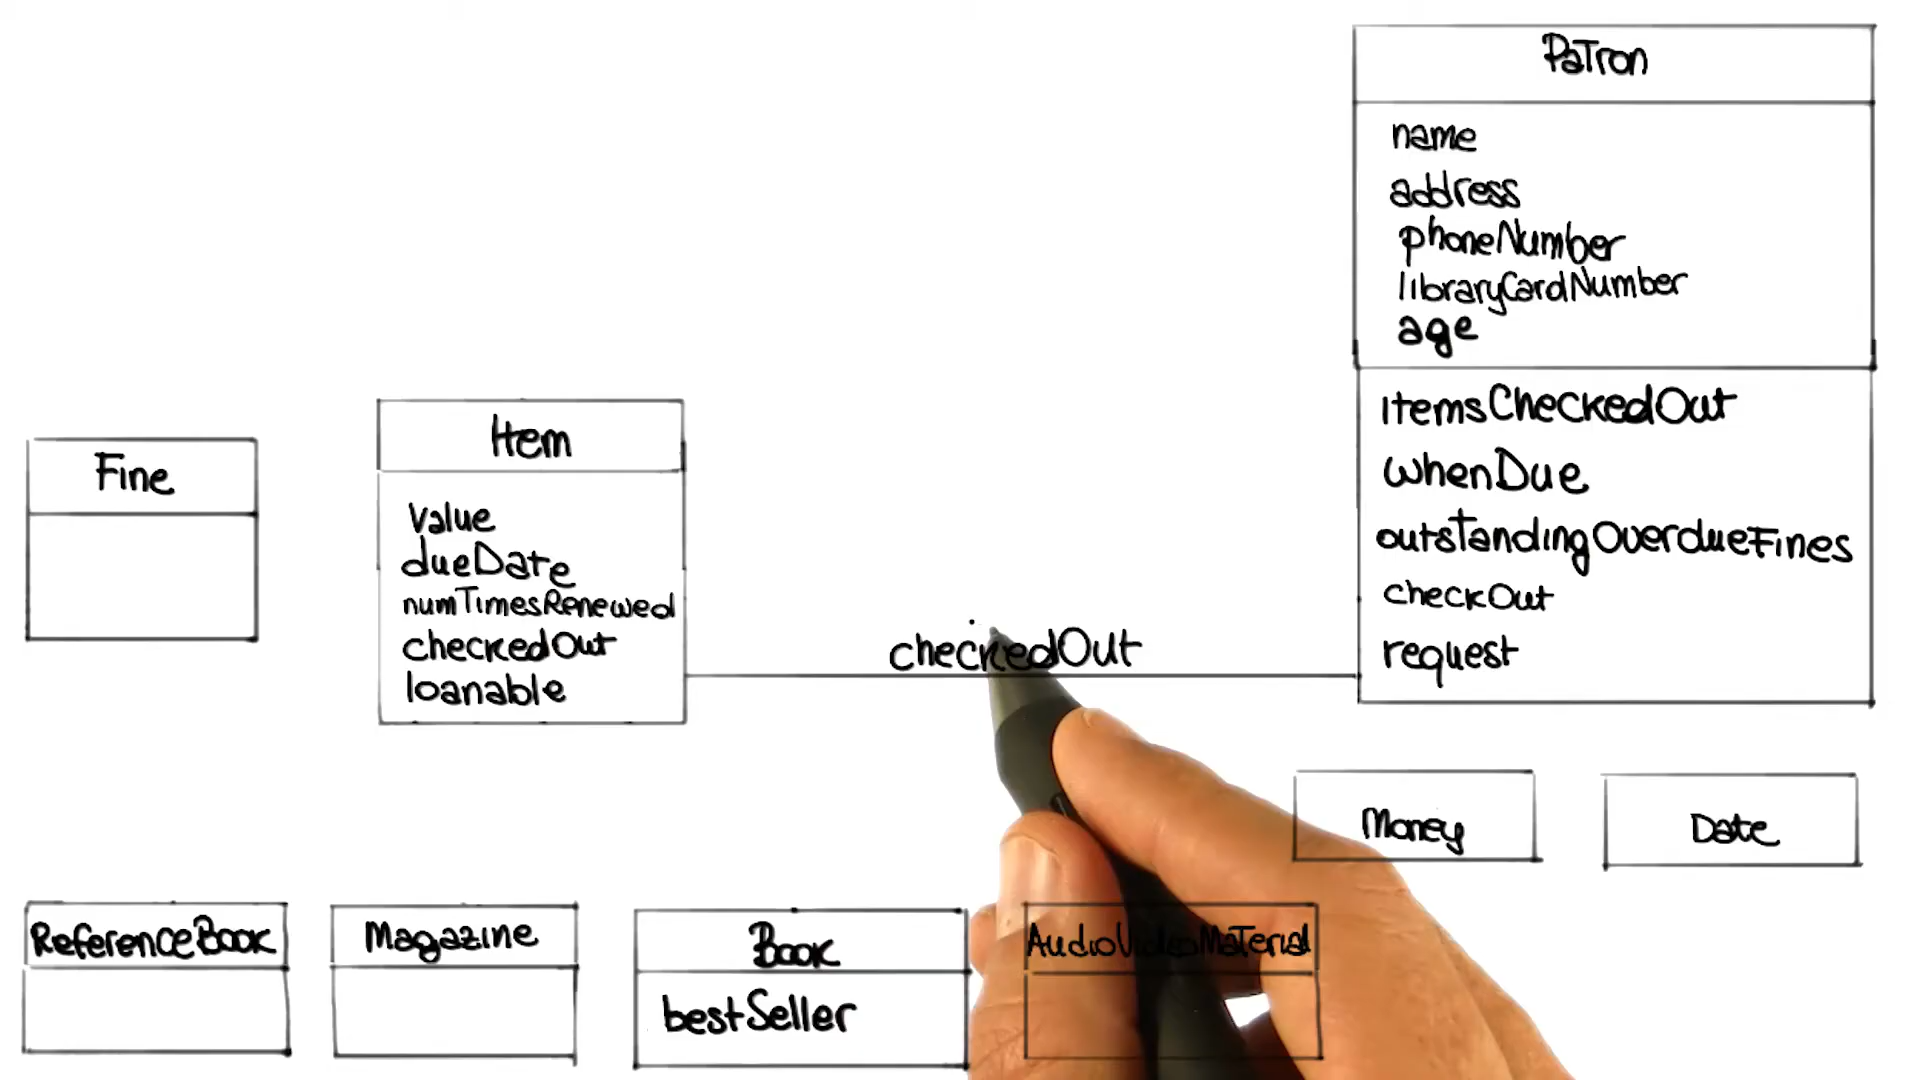 Patron
name
address
phoneNumber
libraryCardNumber
age
itemsCheckedOut
whenDue
outstandingOverdueFines
checkOut
request
Item
Value
dueDate
numTimesRenewed
checkedOut
loanable
Fine
checkedOut
Money
Date
ReferenceBook
Magazine
Book
bestSeller
AudioVideoMaterial